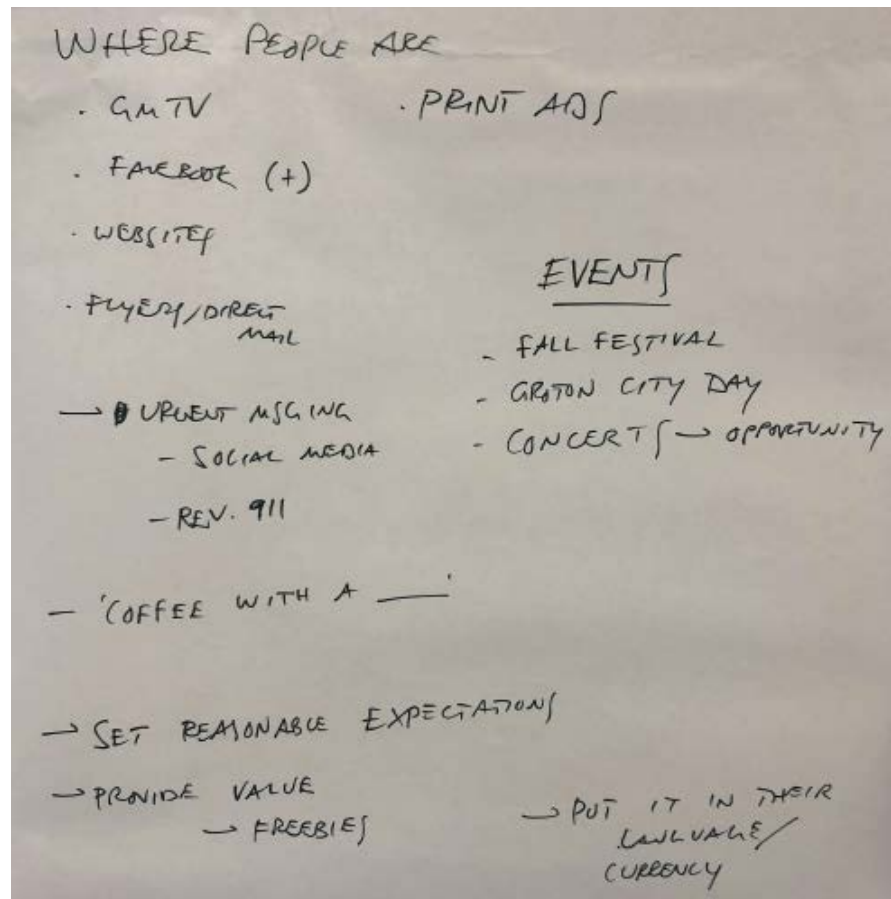 WHERE PEOPLE ARE
· GMTV
· PRINT ADS
· FACEBOOK (+)
· WEBSITES
· FLYERS/DIRECT
MAIL
→ URGENT MSGING
- SOCIAL MEDIA
- REV. 911
EVENTS
- FALL FESTIVAL
- GROTON CITY DAY
- CONCERTS → OPPORTUNITY
- 'COFFEE WITH A ___'
→ SET REASONABLE EXPECTATIONS
→ PROVIDE VALUE
→ FREEBIES
→ PUT IT IN THEIR
LANGUAGE/
CURRENCY